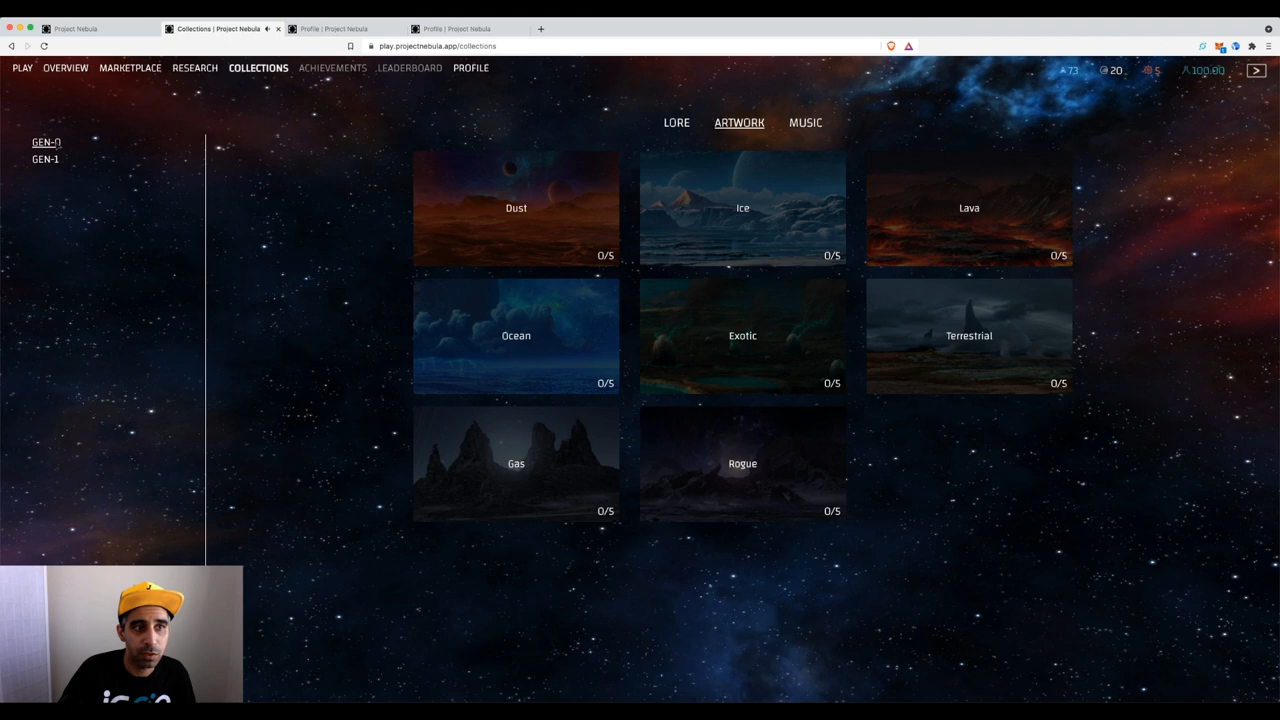 Project Nebula
Collections | Project Nebula
Profile | Project Nebula
Profile | Project Nebula
play.projectnebula.app/collections
PLAY OVERVIEW MARKETPLACE RESEARCH COLLECTIONS ACHIEVEMENTS LEADERBOARD PROFILE
73 20 5 100.00
LORE ARTWORK MUSIC
GEN-0
GEN-1
Dust
0/5
Ice
0/5
Lava
0/5
Ocean
0/5
Exotic
0/5
Terrestrial
0/5
Gas
0/5
Rogue
0/5